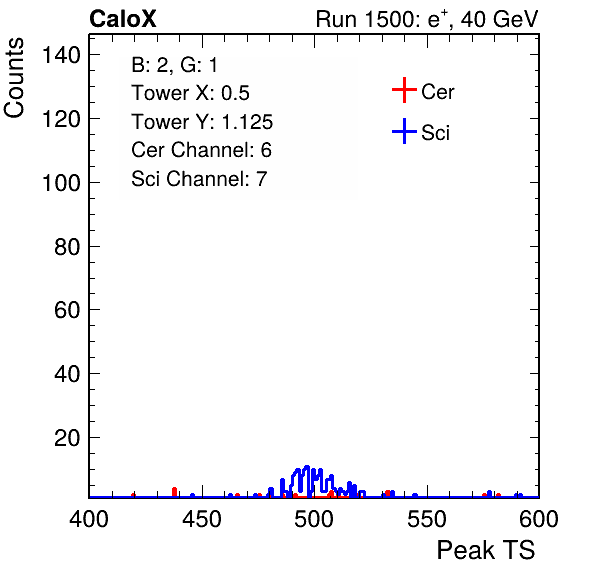 CaloX Run 1500: e⁺, 40 GeV
Counts
B: 2, G: 1
Tower X: 0.5
Tower Y: 1.125
Cer Channel: 6
Sci Channel: 7
Cer
Sci
140
120
100
80
60
40
20
400 450 500 550 600
Peak TS